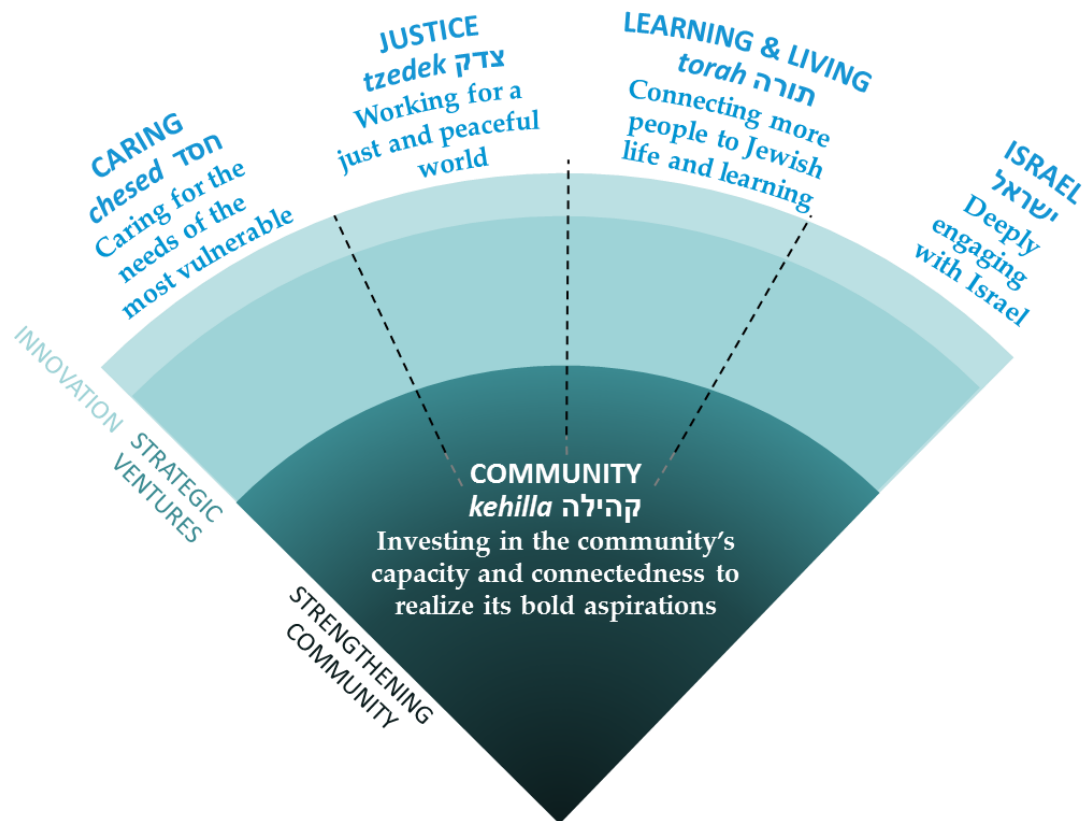 CARING
chesed חסד
Caring for the
needs of the
most vulnerable
JUSTICE
tzedek צדק
Working for a
just and peaceful
world
LEARNING & LIVING
torah תורה
Connecting more
people to Jewish
life and learning
ISRAEL
ישראל
Deeply
engaging
with Israel
INNOVATION
STRATEGIC
VENTURES
STRENGTHENING
COMMUNITY
COMMUNITY
kehilla קהילה
Investing in the community's
capacity and connectedness to
realize its bold aspirations